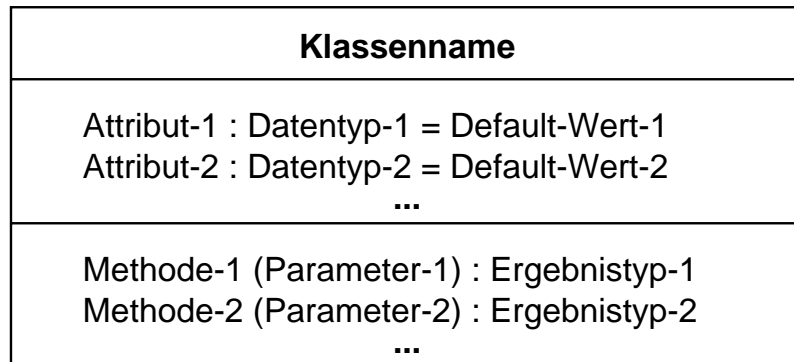 Klassenname
Attribut-1 : Datentyp-1 = Default-Wert-1
Attribut-2 : Datentyp-2 = Default-Wert-2
...
Methode-1 (Parameter-1) : Ergebnistyp-1
Methode-2 (Parameter-2) : Ergebnistyp-2
...